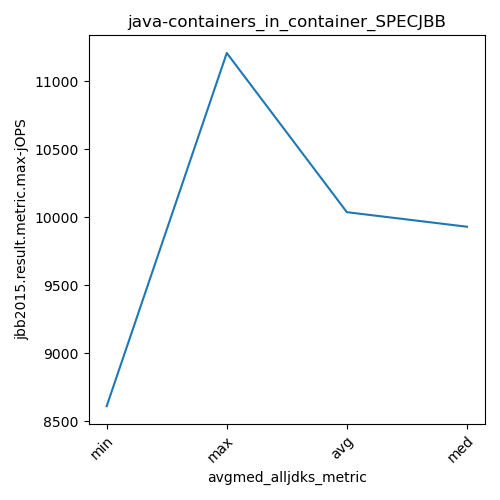 java-containers_in_container_SPECJBB
jbb2015.result.metric.max-jOPS
11000
10500
10000
9500
9000
8500
min
max
avg
med
avgmed_alljdks_metric